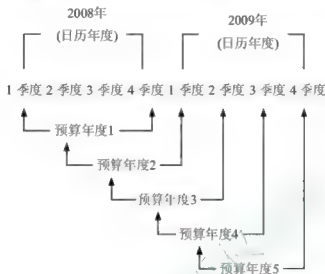 2008年
(日历年度)
2009年
(日历年度)
1 季度 2 季度 3 季度 4 季度 1 季度 2 季度 3 季度 4 季度
预算年度1
预算年度2
预算年度3
预算年度4
预算年度5